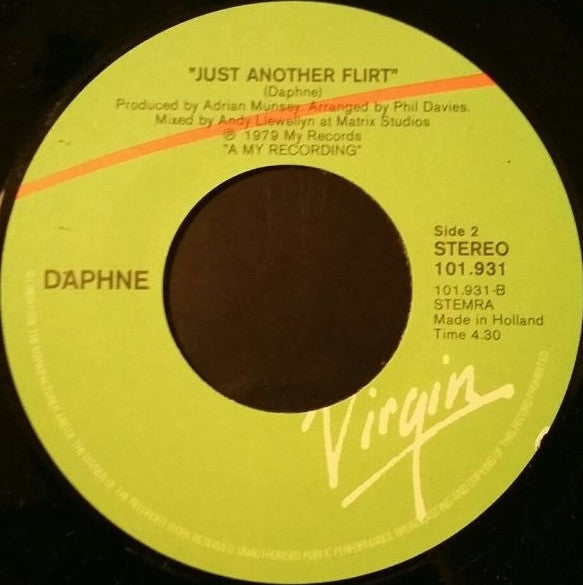 "JUST ANOTHER FLIRT"
(Daphne)
Produced by Adrian Munsey. Arranged by Phil Davies.
Mixed by Andy Llewellyn at Matrix Studios
℗ 1979 My Records
"A MY RECORDING"
DAPHNE
Side 2
STEREO
101.931
101.931-B
STEMRA
Made in Holland
Time 4.30
Virgin